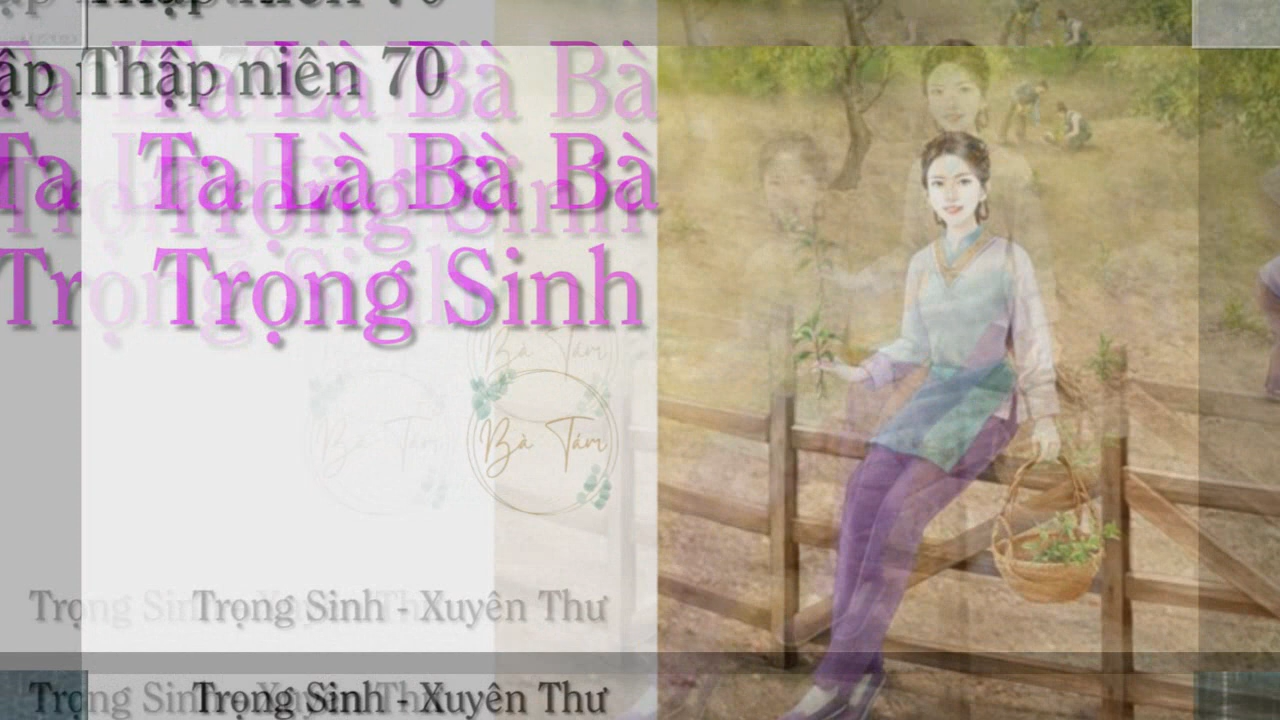 Thập niên 70
Ta Là Bà Bà
Trọng Sinh
Bà Tám
Trọng Sinh - Xuyên Thư
Trọng Sinh - Xuyên Thư